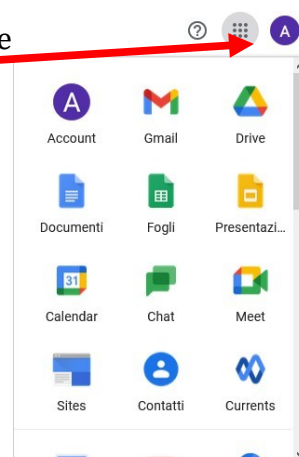 e
A
A
Account Gmail Drive
Documenti Fogli Presentazi...
31
Calendar Chat Meet
Sites Contatti Currents